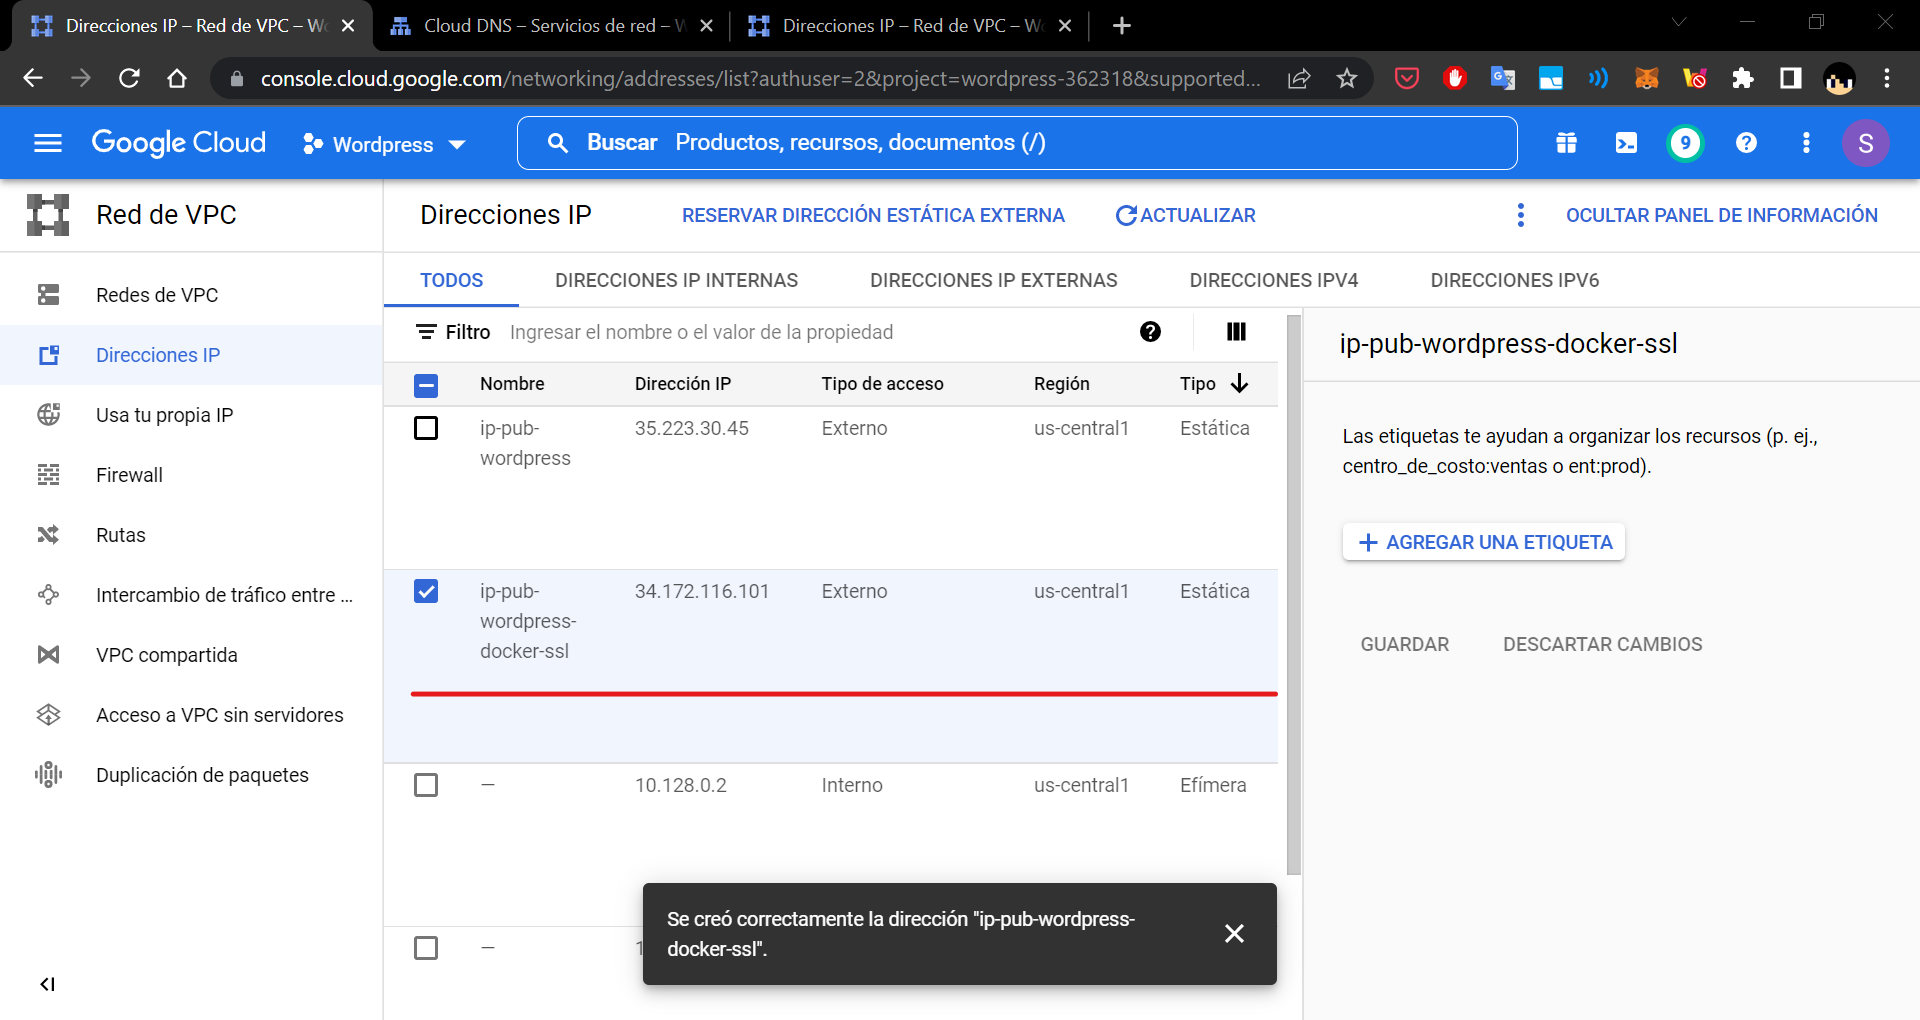 Direcciones IP – Red de VPC – W
Cloud DNS – Servicios de red – W
Direcciones IP – Red de VPC – W
console.cloud.google.com/networking/addresses/list?authuser=2&project=wordpress-362318&supported...
Google Cloud
Wordpress
Buscar Productos, recursos, documentos (/)
9
S
Red de VPC
Direcciones IP
RESERVAR DIRECCIÓN ESTÁTICA EXTERNA
ACTUALIZAR
OCULTAR PANEL DE INFORMACIÓN
Redes de VPC
Direcciones IP
Usa tu propia IP
Firewall
Rutas
Intercambio de tráfico entre ...
VPC compartida
Acceso a VPC sin servidores
Duplicación de paquetes
TODOS
DIRECCIONES IP INTERNAS
DIRECCIONES IP EXTERNAS
DIRECCIONES IPV4
DIRECCIONES IPV6
Filtro Ingresar el nombre o el valor de la propiedad
Nombre Dirección IP Tipo de acceso Región Tipo
ip-pub- 35.223.30.45 Externo us-central1 Estática
wordpress
ip-pub- 34.172.116.101 Externo us-central1 Estática
wordpress-
docker-ssl
— 10.128.0.2 Interno us-central1 Efímera
— 1
Se creó correctamente la dirección "ip-pub-wordpress-
docker-ssl".
ip-pub-wordpress-docker-ssl
Las etiquetas te ayudan a organizar los recursos (p. ej.,
centro_de_costo:ventas o ent:prod).
AGREGAR UNA ETIQUETA
GUARDAR
DESCARTAR CAMBIOS